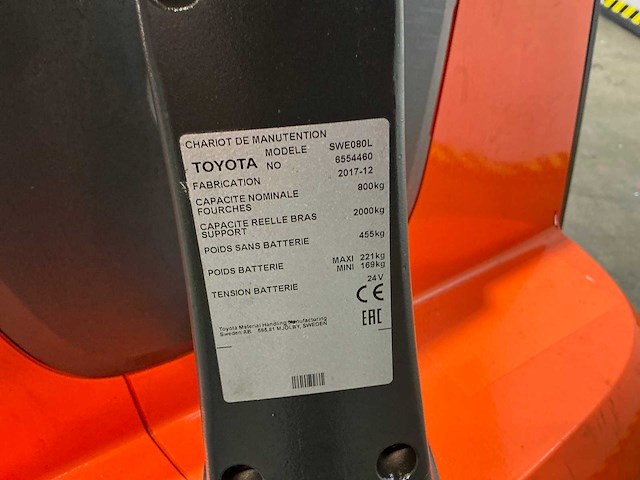 CHARIOT DE MANUTENTION
TOYOTA MODELE SWE080L
NO 6554460
FABRICATION 2017-12
CAPACITE NOMINALE FOURCHES 800kg
CAPACITE REELLE BRAS SUPPORT 2000kg
POIDS SANS BATTERIE 455kg
POIDS BATTERIE MAXI 221kg
MINI 169kg
TENSION BATTERIE 24V
CE
EAC
Toyota Material Handling Manufacturing
Sweden AB 595 81 MJÖLBY, SWEDEN